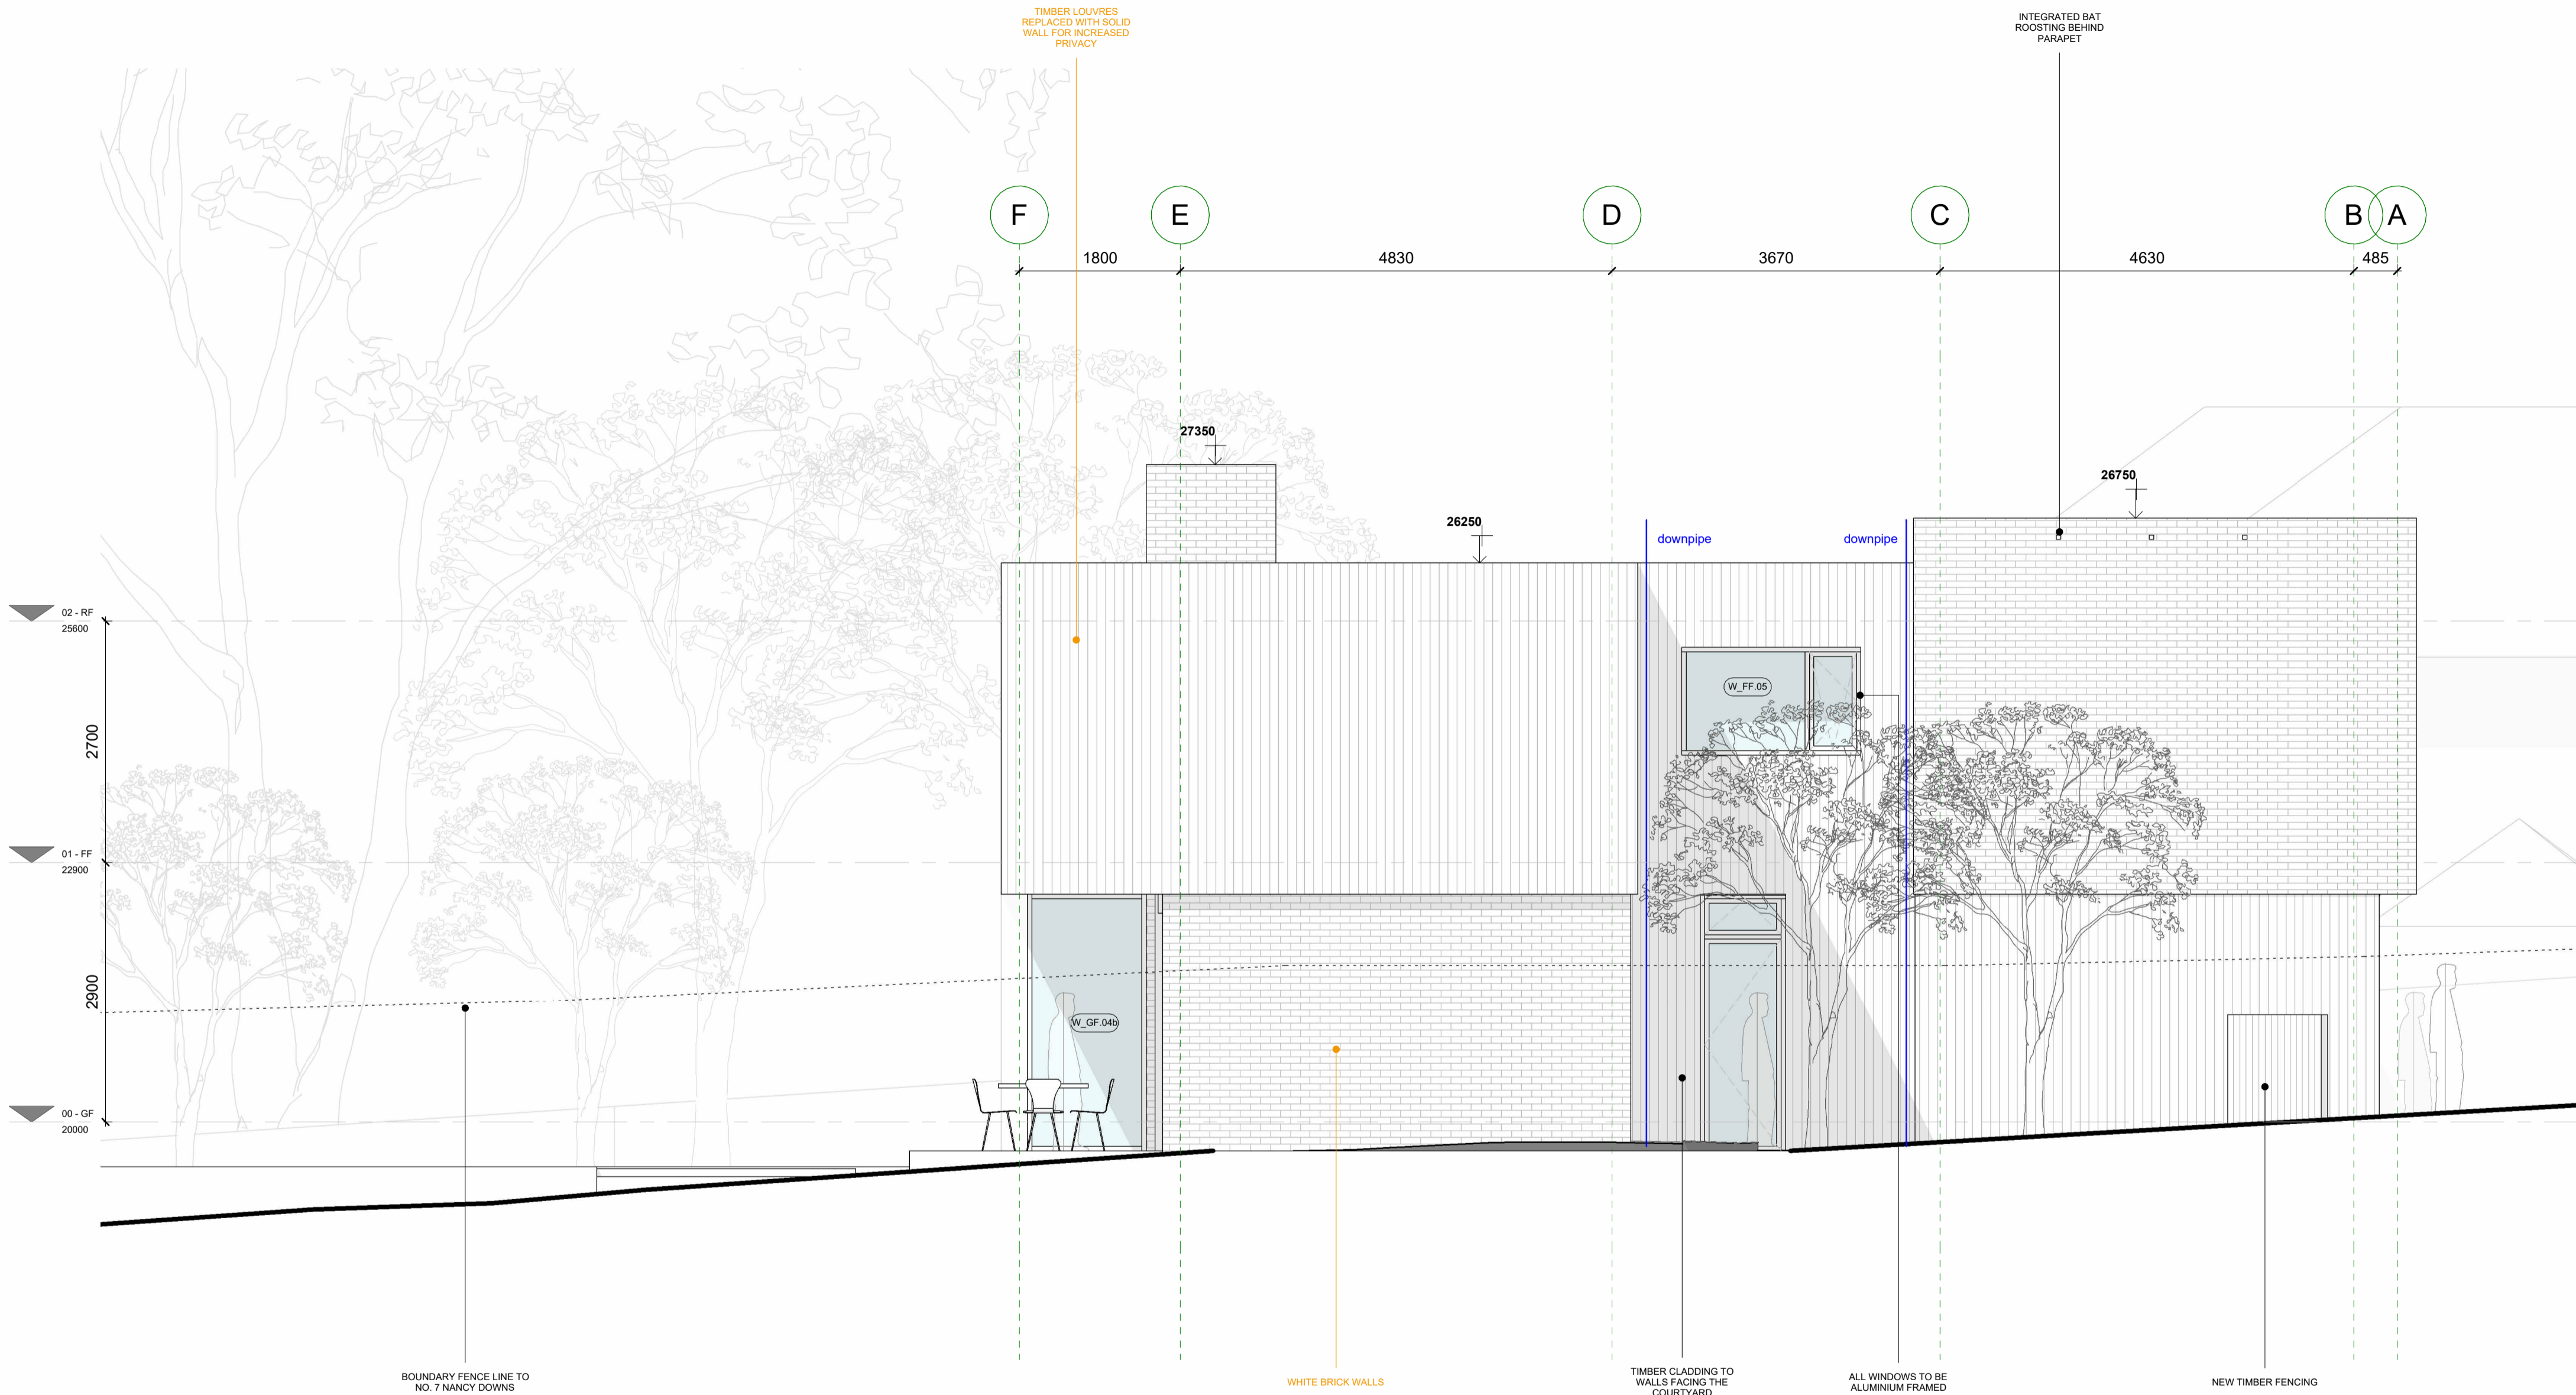 TIMBER LOUVRES
REPLACED WITH SOLID
WALL FOR INCREASED
PRIVACY
INTEGRATED BAT
ROOSTING BEHIND
PARAPET
F
E
D
C
B
A
1800
4830
3670
4630
485
27350
26750
26250
downpipe
downpipe
02 - RF
25600
W_FF.05
2700
01 - FF
22900
2900
W_GF.04b
00 - GF
20000
BOUNDARY FENCE LINE TO
NO. 7 NANCY DOWNS
WHITE BRICK WALLS
TIMBER CLADDING TO
WALLS FACING THE
COURTYARD
ALL WINDOWS TO BE
ALUMINIUM FRAMED
NEW TIMBER FENCING